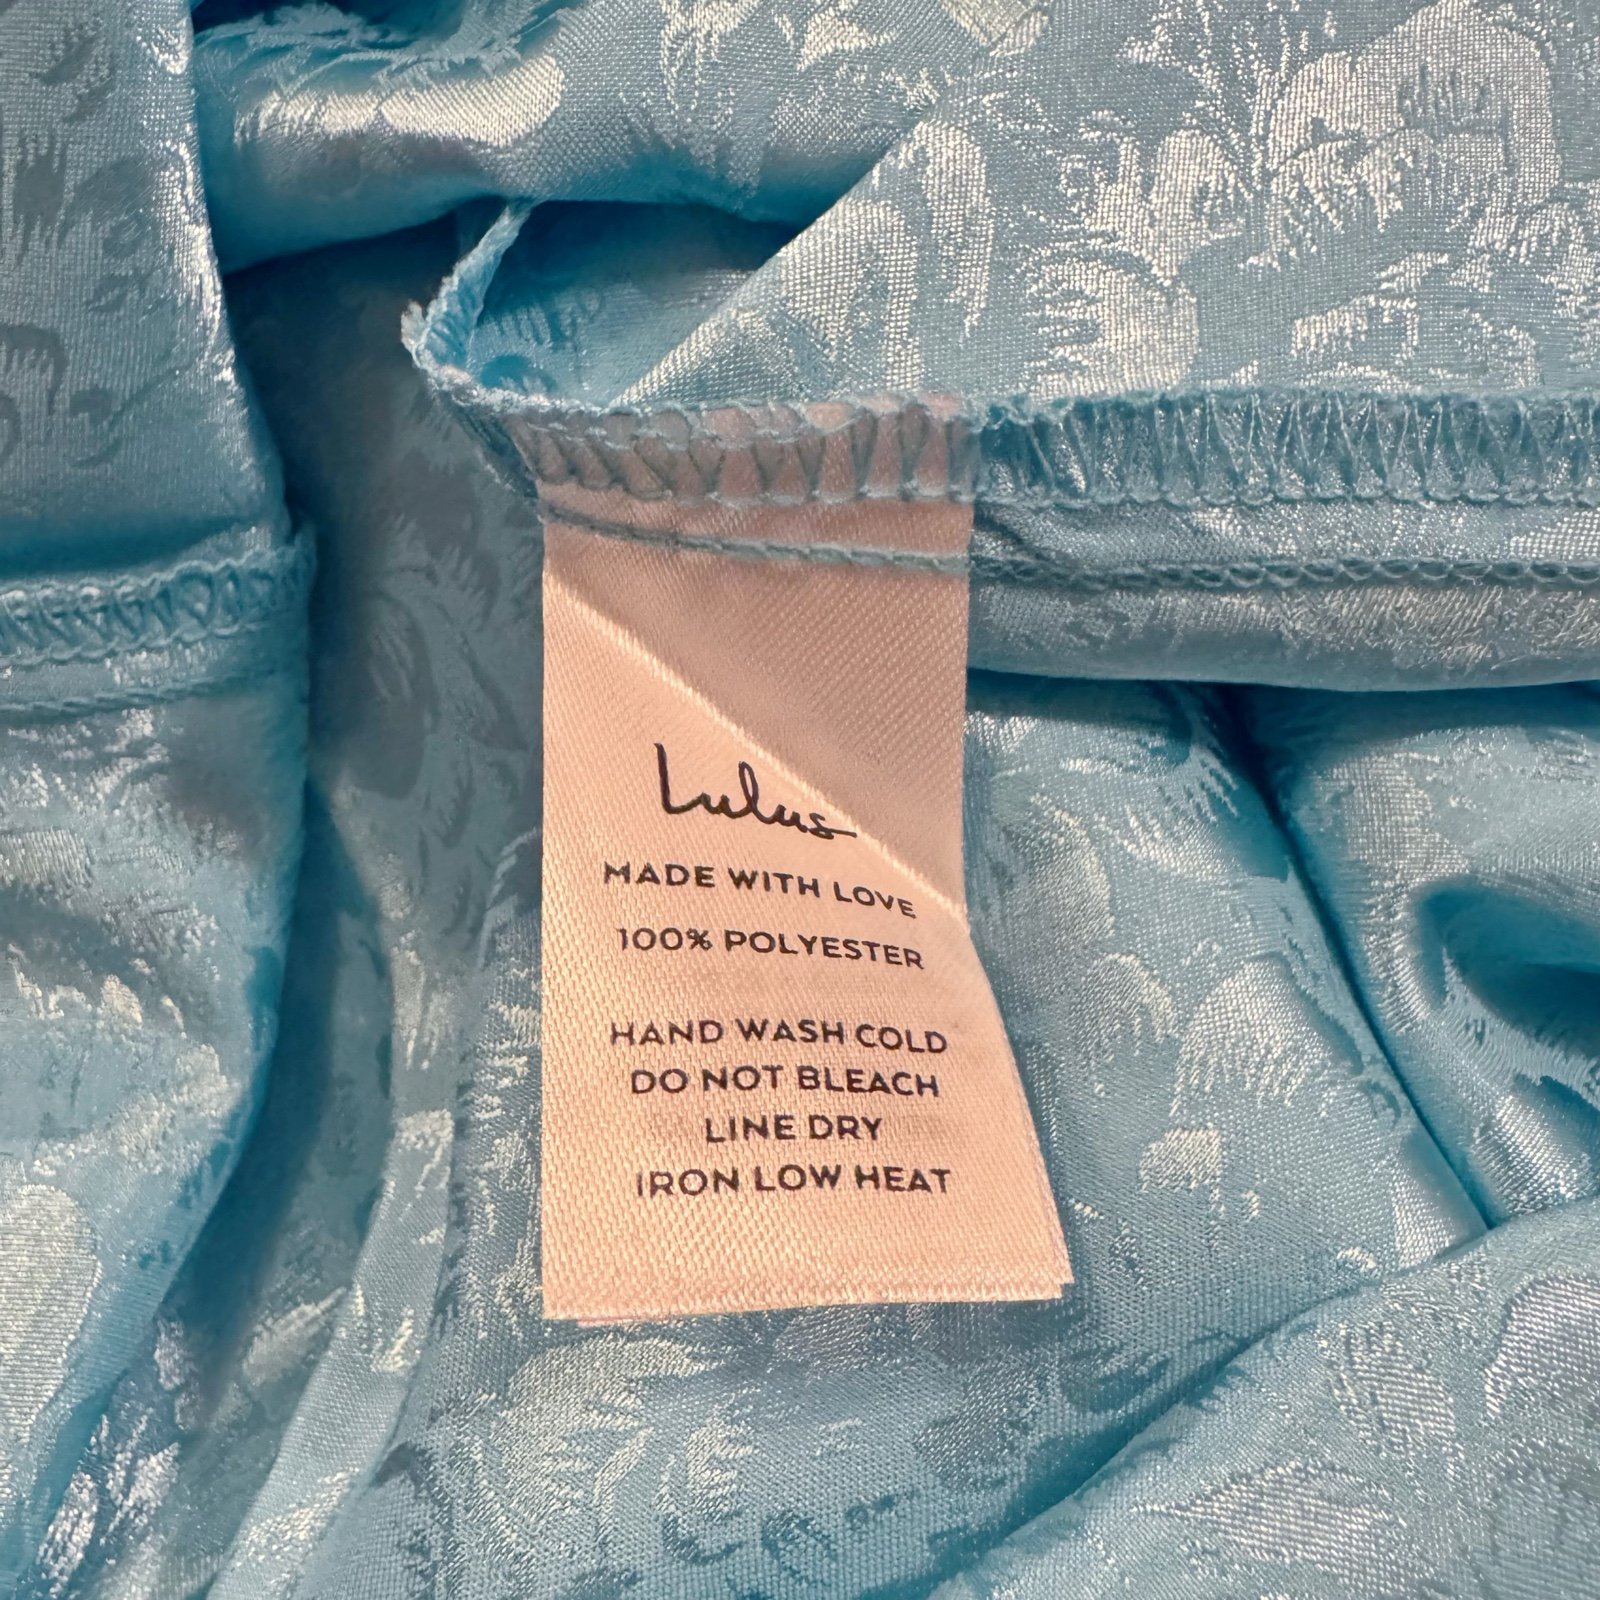 Lulus
MADE WITH LOVE
100% POLYESTER
HAND WASH COLD
DO NOT BLEACH
LINE DRY
IRON LOW HEAT